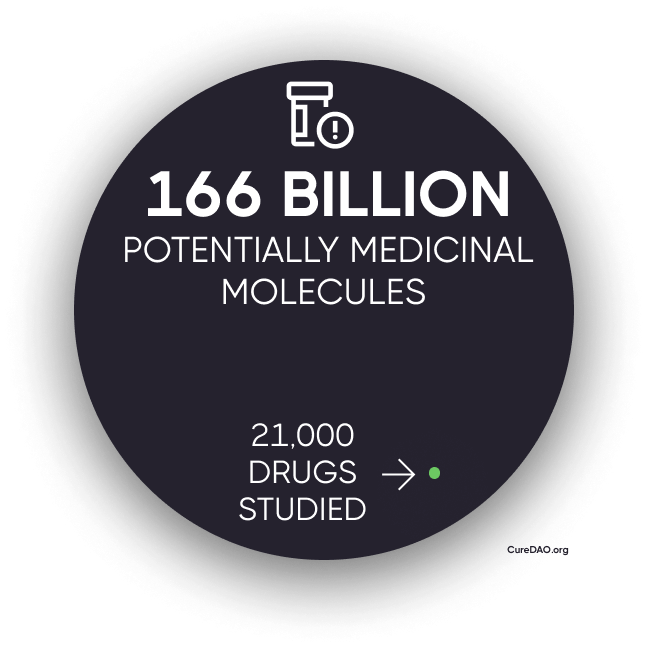 166 BILLION
POTENTIALLY MEDICINAL
MOLECULES
21,000
DRUGS
STUDIED
CureDAO.org